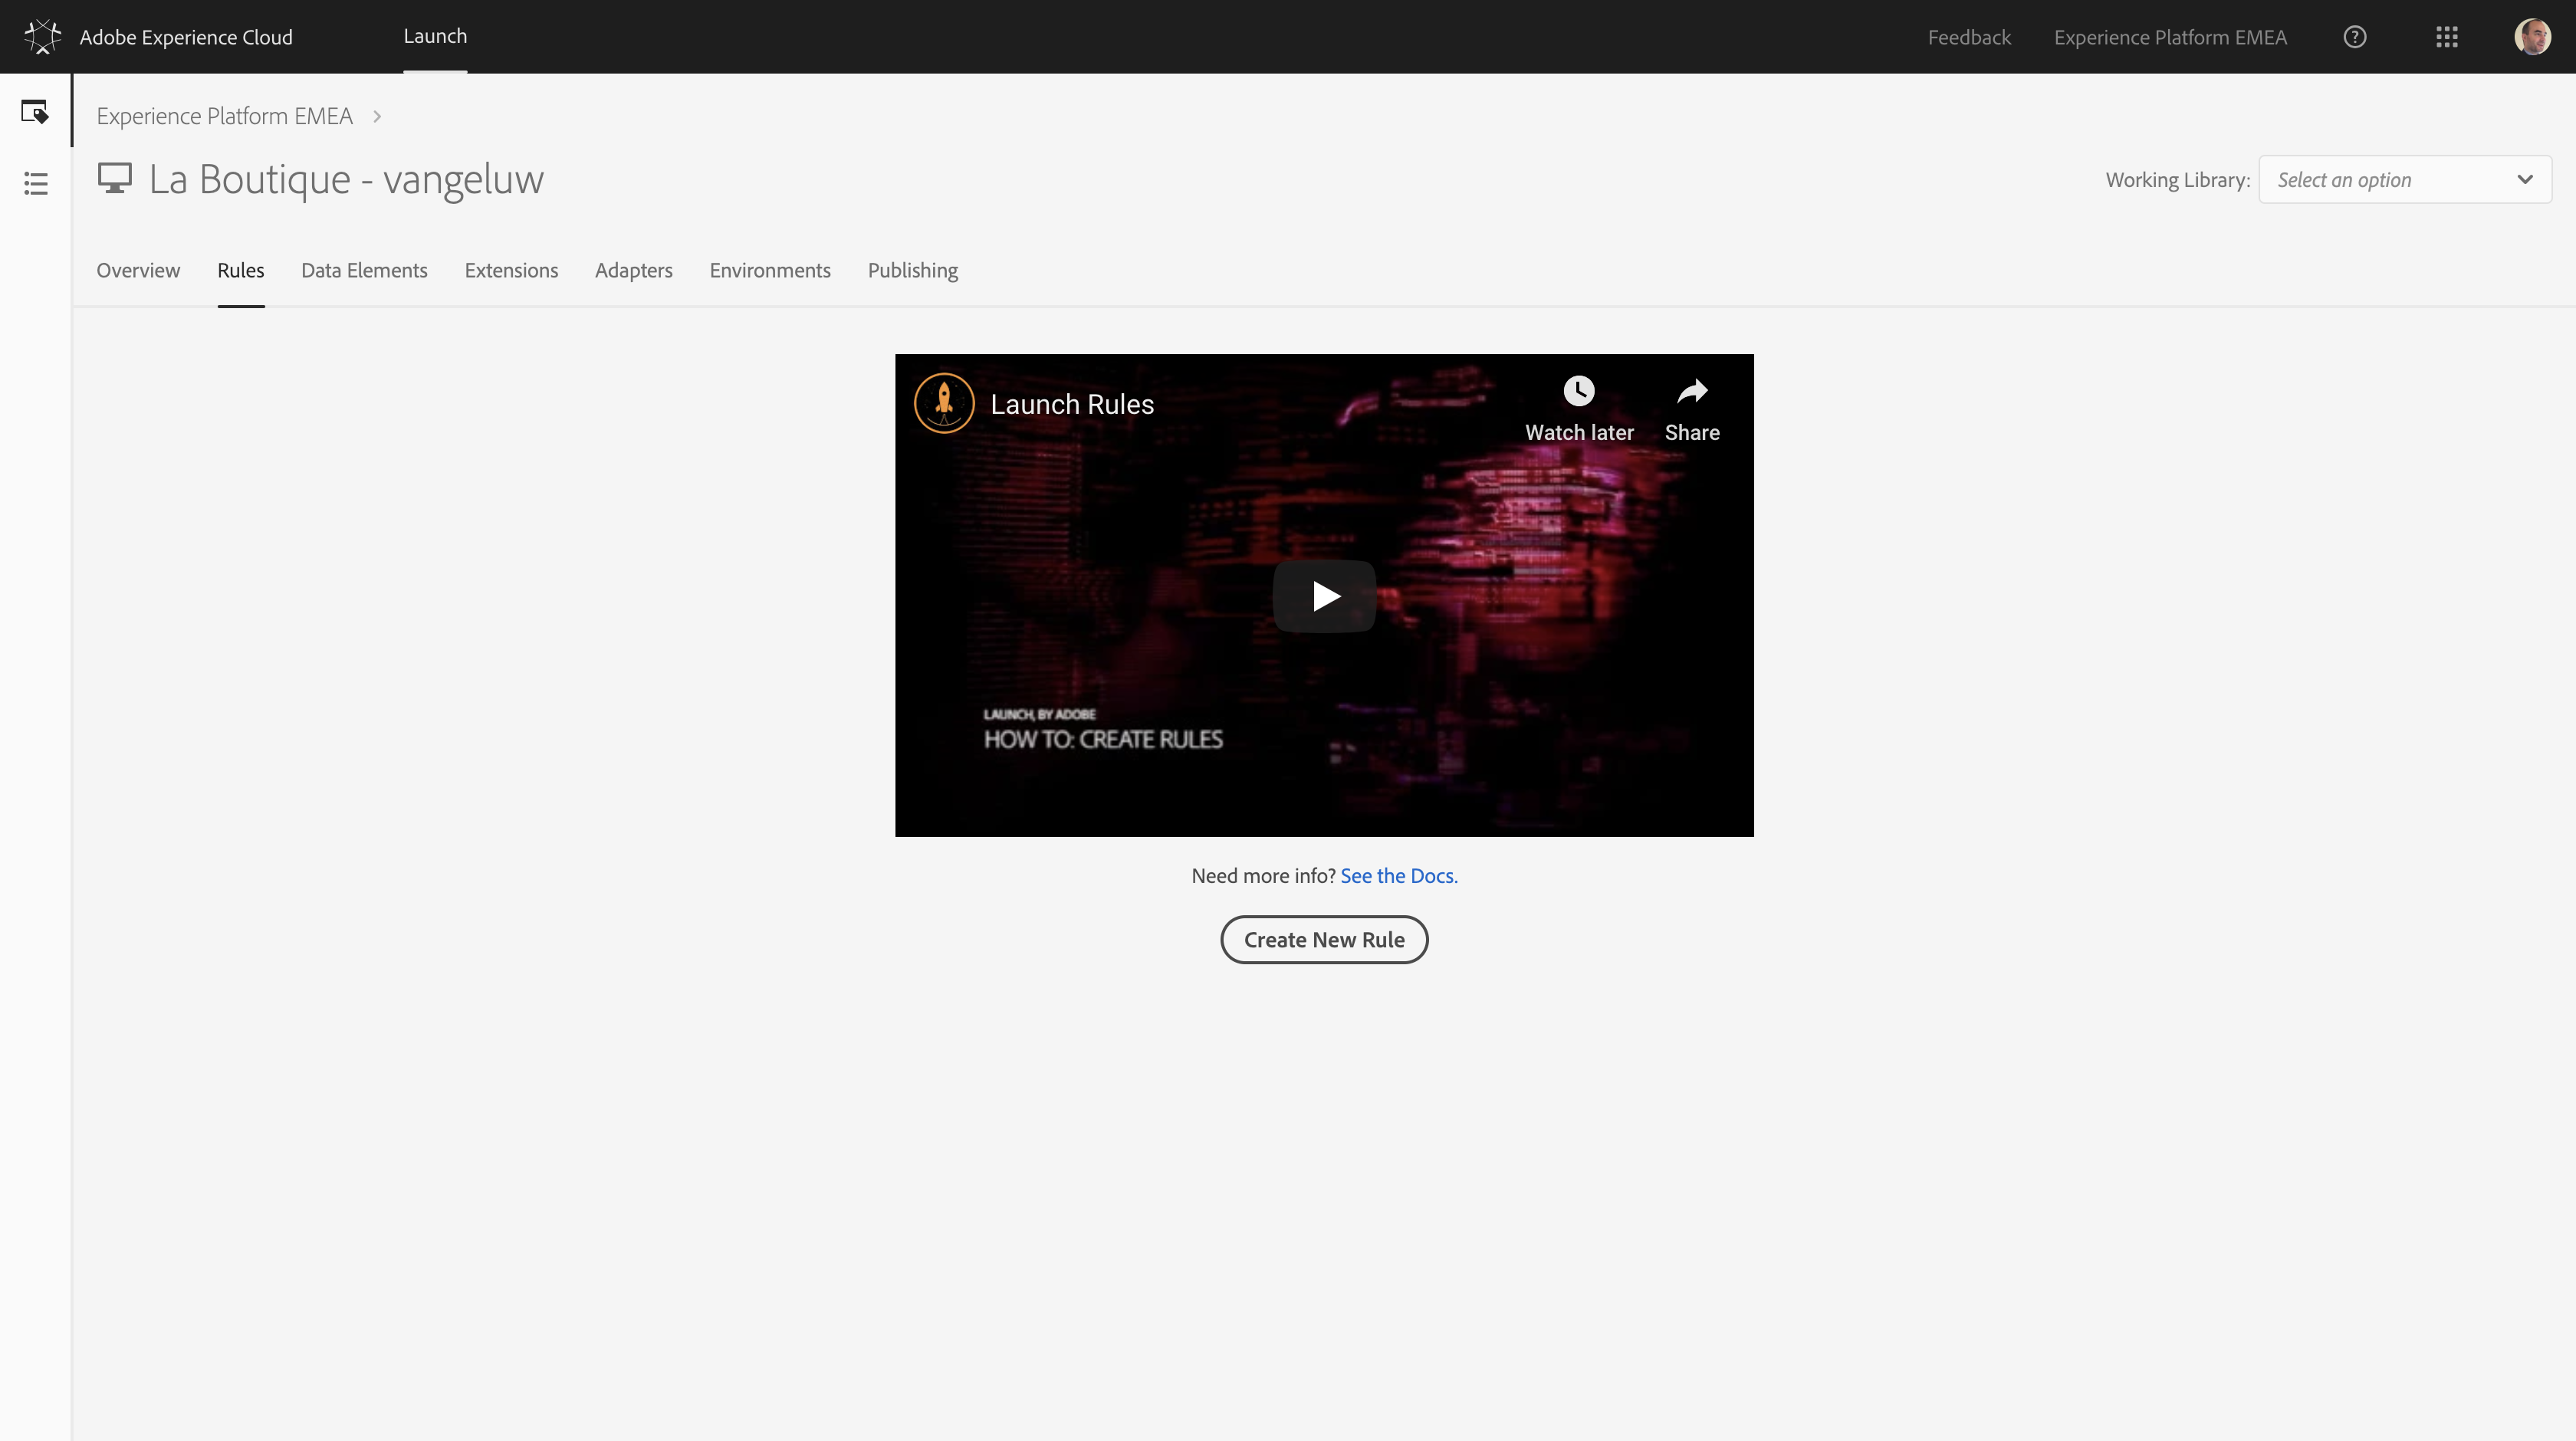 Adobe Experience Cloud
Launch
Feedback
Experience Platform EMEA
Experience Platform EMEA
La Boutique - vangeluw
Working Library:
Select an option
Overview
Rules
Data Elements
Extensions
Adapters
Environments
Publishing
Launch Rules
Watch later
Share
LAUNCH, BY ADOBE
HOW TO: CREATE RULES
Need more info? See the Docs.
Create New Rule